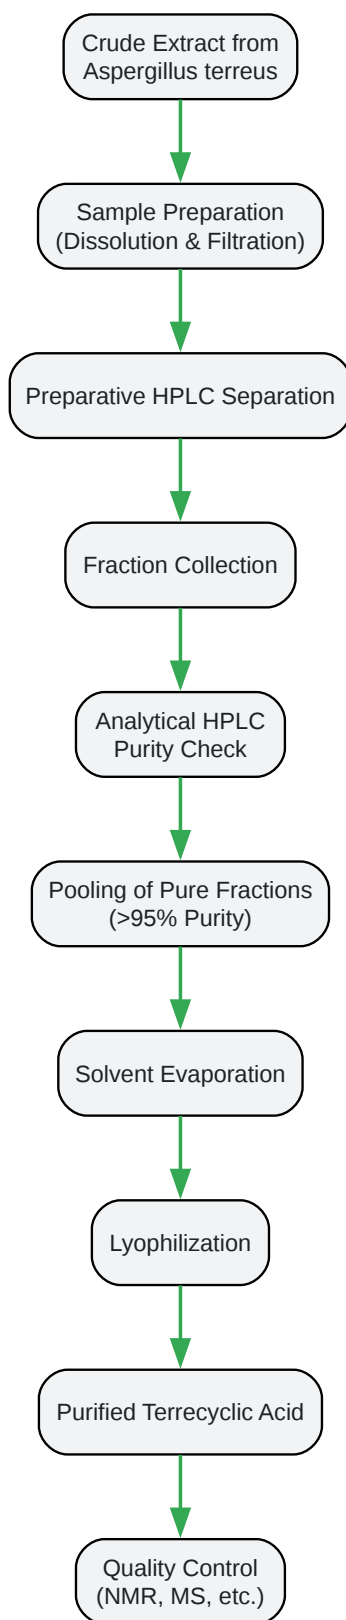 Crude Extract from
Aspergillus terreus
Sample Preparation
(Dissolution & Filtration)
Preparative HPLC Separation
Fraction Collection
Analytical HPLC
Purity Check
Pooling of Pure Fractions
(>95% Purity)
Solvent Evaporation
Lyophilization
Purified Terrecyclic Acid
Quality Control
(NMR, MS, etc.)